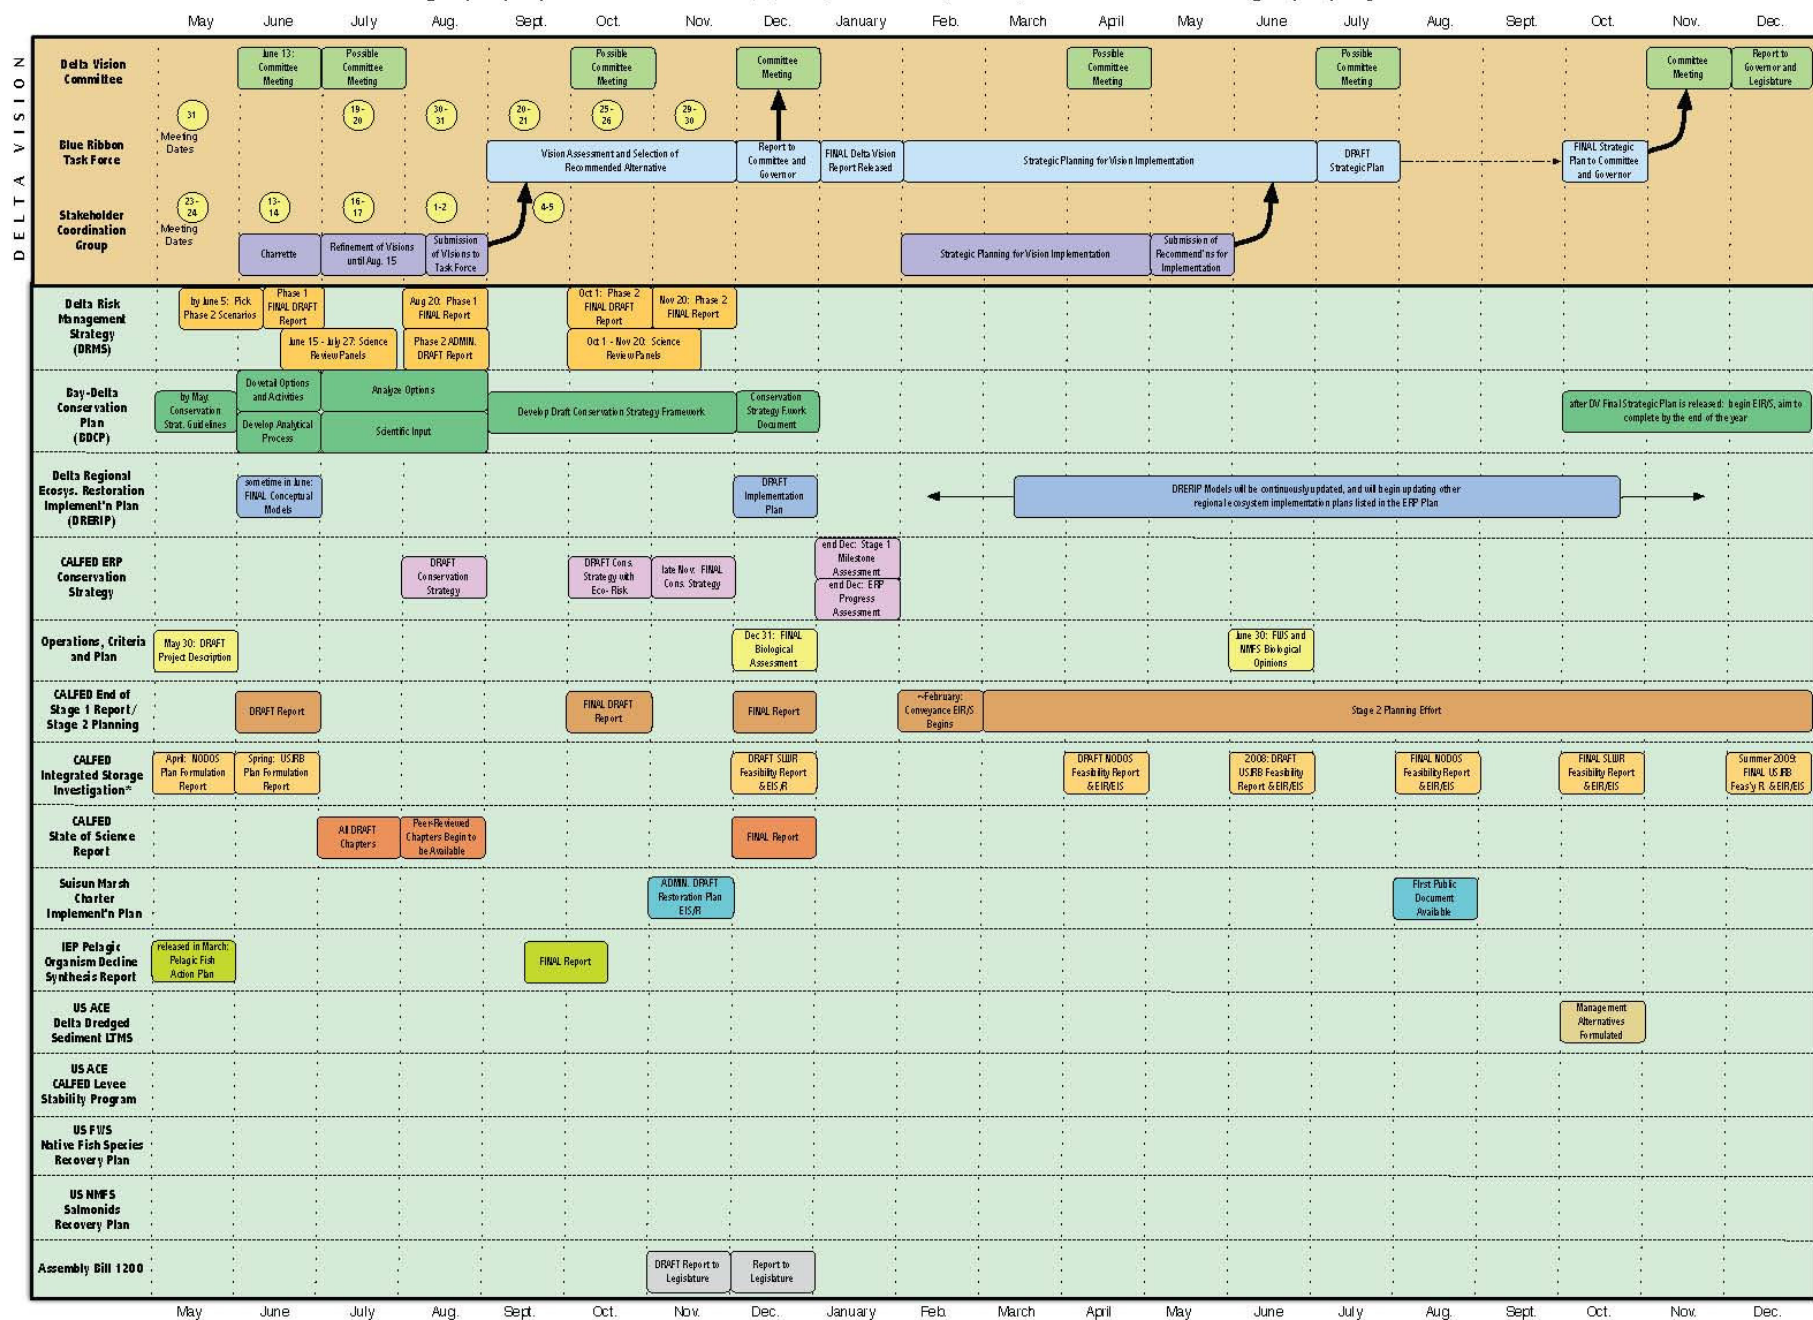 May June July Aug. Sept. Oct. Nov. Dec. January Feb. March April May June July Aug. Sept. Oct. Nov. Dec.
DELTA VISION
Delta Vision
Committee
June 13:
Committee
Meeting
Possible
Committee
Meeting
Possible
Committee
Meeting
Committee
Meeting
Possible
Committee
Meeting
Possible
Committee
Meeting
Committee
Meeting
Report to
Governor and
Legislature
Blue Ribbon
Task Force
31
Meeting
Dates
19-
20
30-
31
20-
21
25-
26
29-
30
Vision Assessment and Selection of
Recommended Alternative
Report to
Committee and
Governor
FINAL Delta Vision
Report Released
Strategic Planning for Vision Implementation
DRAFT
Strategic Plan
FINAL Strategic
Plan to Committee
and Governor
Stakeholder
Coordination
Group
23-
24
Meeting
Dates
13-
14
16-
17
1-2
4-5
Charrette
Refinement of Visions
until Aug. 15
Submission
of Visions to
Task Force
Strategic Planning for Vision Implementation
Submission of
Recommend'ns for
Implementation
Delta Risk
Management
Strategy
(DRMS)
by June 5: Pick
Phase 2 Scenarios
Phase 1
FINAL DRAFT
Report
Aug 20: Phase 1
FINAL Report
Oct 1: Phase 2
FINAL DRAFT
Report
Nov 20: Phase 2
FINAL Report
June 15 - July 27: Science
Review Panels
Phase 2 ADMIN.
DRAFT Report
Oct 1 - Nov 20: Science
Review Panels
Bay-Delta
Conservation
Plan
(BDCP)
by May:
Conservation
Strat. Guidelines
Dovetail Options
and Activities
Analyze Options
Develop Analytical
Process
Scientific Input
Develop Draft Conservation Strategy Framework
Conservation
Strategy F.work
Document
after DV Final Strategic Plan is released: begin EIR/S, aim to
complete by the end of the year
Delta Regional
Ecosys. Restoration
Implement'n Plan
(DRERIP)
sometime in June:
FINAL Conceptual
Models
DRAFT
Implementation
Plan
DRERIP Models will be continuously updated, and will begin updating other
regional ecosystem implementation plans listed in the ERP Plan
CALFED ERP
Conservation
Strategy
DRAFT
Conservation
Strategy
DRAFT Cons.
Strategy with
Eco-Risk
late Nov: FINAL
Cons. Strategy
end Dec: Stage 1
Milestone
Assessment
end Dec: ERP
Progress
Assessment
Operations, Criteria
and Plan
May 30: DRAFT
Project Description
Dec 31: FINAL
Biological
Assessment
June 30: FWS and
NMFS Biological
Opinions
CALFED End of
Stage 1 Report/
Stage 2 Planning
DRAFT Report
FINAL DRAFT
Report
FINAL Report
~February:
Conveyance EIR/S
Begins
Stage 2 Planning Effort
CALFED
Integrated Storage
Investigation*
April: NODOS
Plan Formulation
Report
Spring: USJRB
Plan Formulation
Report
DRAFT SLWR
Feasibility Report
& EIS/R
DRAFT NODOS
Feasibility Report
& EIR/EIS
2008: DRAFT
USJRB Feasibility
Report & EIR/EIS
FINAL NODOS
Feasibility Report
& EIR/EIS
FINAL SLWR
Feasibility Report
& EIR/EIS
Summer 2009:
FINAL USJRB
Feas'y R. & EIR/EIS
CALFED
State of Science
Report
All DRAFT
Chapters
Peer-Reviewed
Chapters Begin to
be Available
FINAL Report
Suisun Marsh
Charter
Implement'n Plan
ADMIN. DRAFT
Restoration Plan
EIS/R
First Public
Document
Available
IEP Pelagic
Organism Decline
Synthesis Report
released in March:
Pelagic Fish
Action Plan
FINAL Report
US ACE
Delta Dredged
Sediment LTMS
Management
Alternatives
Formulated
US ACE
CALFED Levee
Stability Program
US FWS
Native Fish Species
Recovery Plan
US NMFS
Salmonids
Recovery Plan
Assembly Bill 1200
DRAFT Report to
Legislature
Report to
Legislature
May June July Aug. Sept. Oct. Nov. Dec. January Feb. March April May June July Aug. Sept. Oct. Nov. Dec.